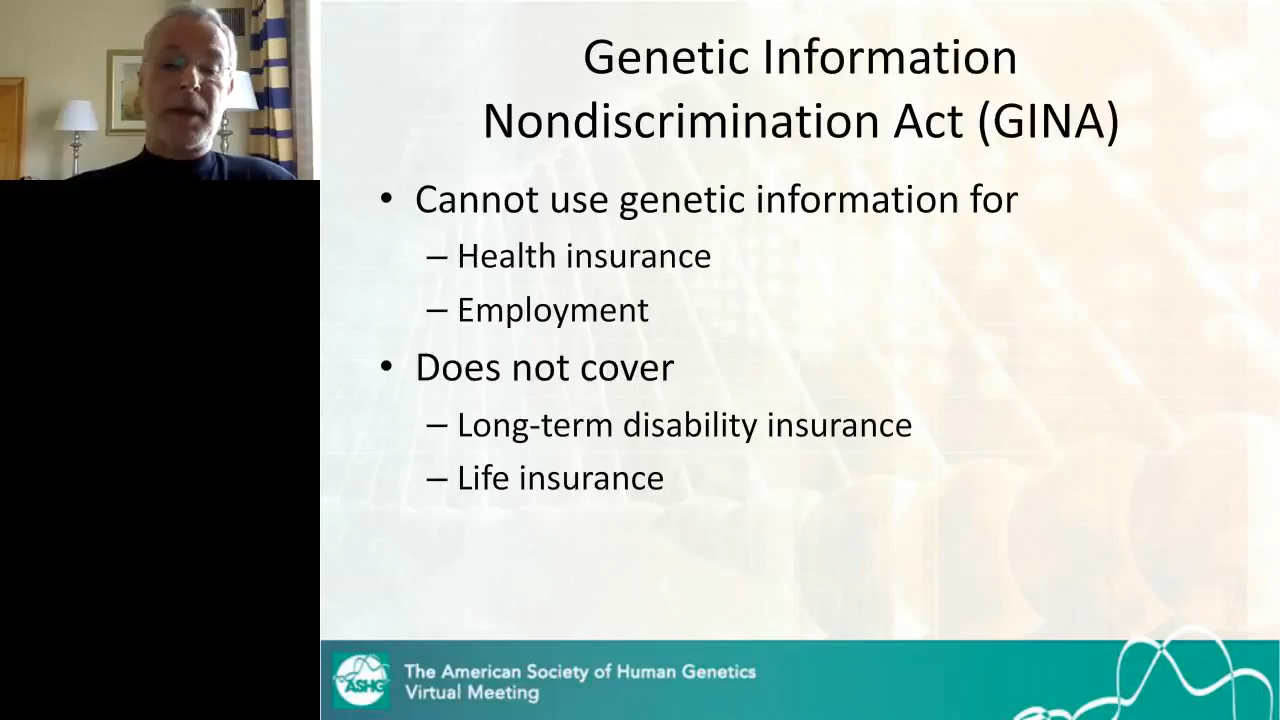 Genetic Information
Nondiscrimination Act (GINA)
• Cannot use genetic information for
– Health insurance
– Employment
• Does not cover
– Long-term disability insurance
– Life insurance
ASHG
The American Society of Human Genetics
Virtual Meeting